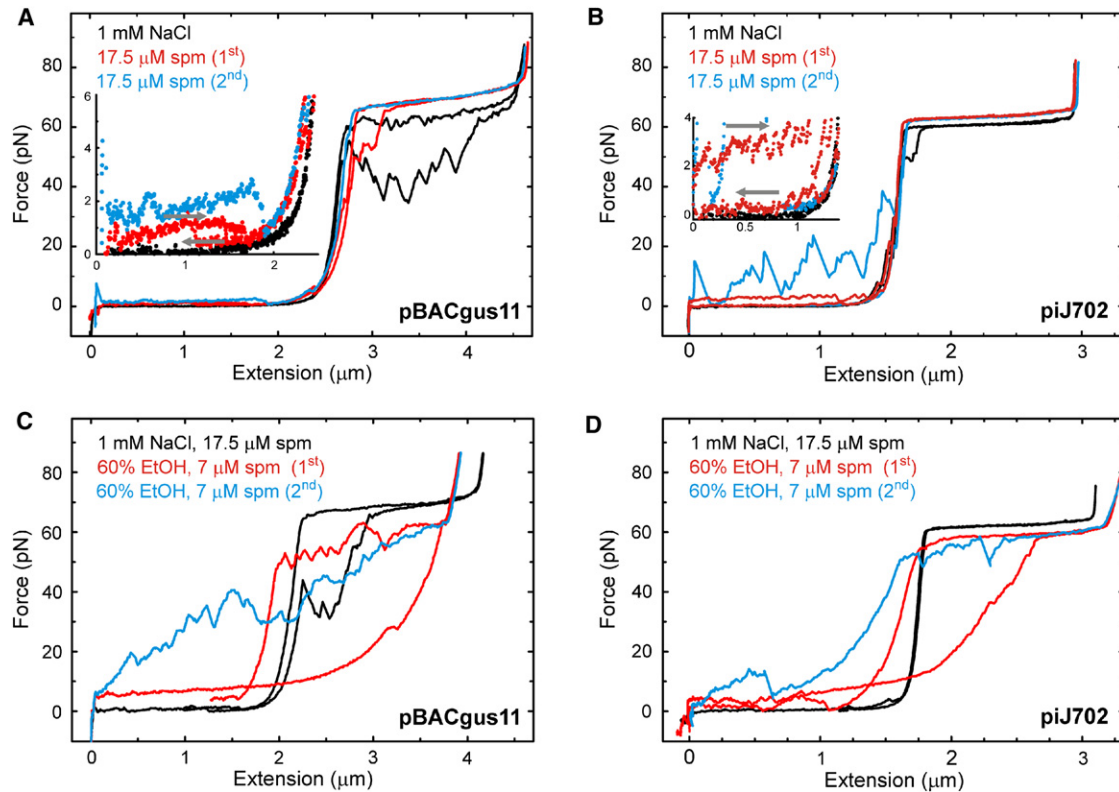 A
1 mM NaCl
17.5 μM spm (1st)
17.5 μM spm (2nd)
80
60
40
20
0
Force (pN)
6
4
2
0
0 1 2
pBACgus11
0 1 2 3 4
Extension (μm)
B
1 mM NaCl
17.5 μM spm (1st)
17.5 μM spm (2nd)
80
60
40
20
0
Force (pN)
4
2
0
0 0.5 1
piJ702
0 1 2 3
Extension (μm)
C
1 mM NaCl, 17.5 μM spm
60% EtOH, 7 μM spm (1st)
60% EtOH, 7 μM spm (2nd)
80
60
40
20
0
Force (pN)
pBACgus11
0 1 2 3 4
Extension (μm)
D
1 mM NaCl, 17.5 μM spm
60% EtOH, 7 μM spm (1st)
60% EtOH, 7 μM spm (2nd)
80
60
40
20
0
Force (pN)
piJ702
0 1 2 3
Extension (μm)